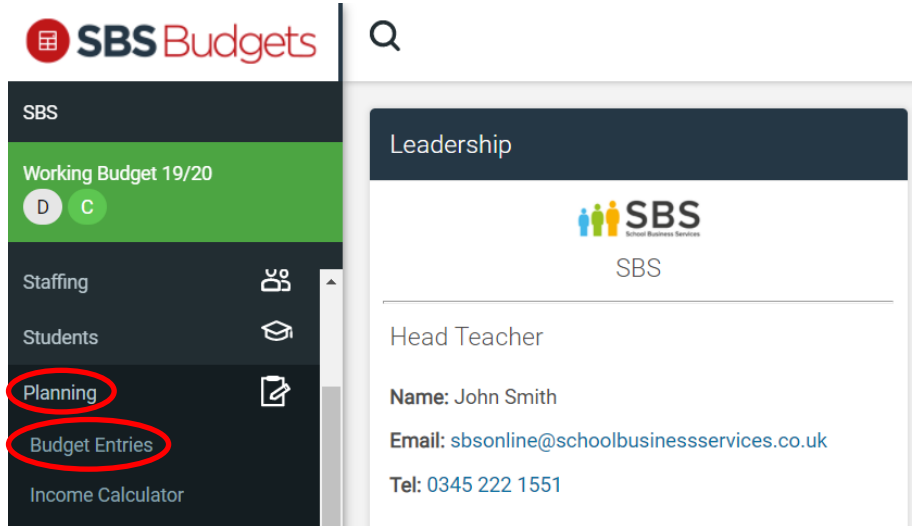 SBS Budgets
SBS
Working Budget 19/20
D C
Staffing
Students
Planning
Budget Entries
Income Calculator
Leadership
SBS
School Business Services
SBS
Head Teacher
Name: John Smith
Email: sbsonline@schoolbusinessservices.co.uk
Tel: 0345 222 1551